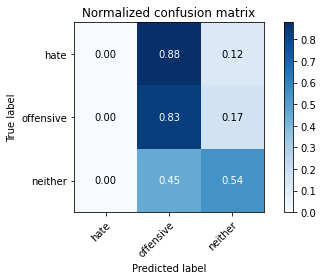 Normalized confusion matrix
True label
hate
offensive
neither
0.00 0.88 0.12
0.00 0.83 0.17
0.00 0.45 0.54
hate
offensive
neither
Predicted label
0.8
0.7
0.6
0.5
0.4
0.3
0.2
0.1
0.0